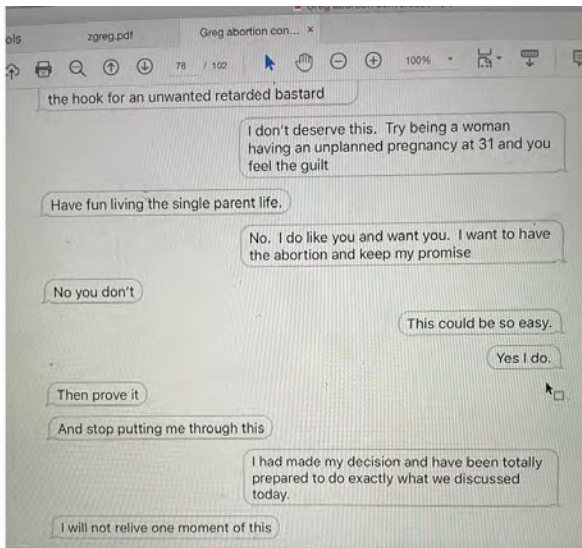 ols
zgreg.pdf
Greg abortion con... ×
78 / 102
100%
the hook for an unwanted retarded bastard
I don't deserve this. Try being a woman
having an unplanned pregnancy at 31 and you
feel the guilt
Have fun living the single parent life.
No. I do like you and want you. I want to have
the abortion and keep my promise
No you don't
This could be so easy.
Yes I do.
Then prove it
And stop putting me through this
I had made my decision and have been totally
prepared to do exactly what we discussed
today.
I will not relive one moment of this